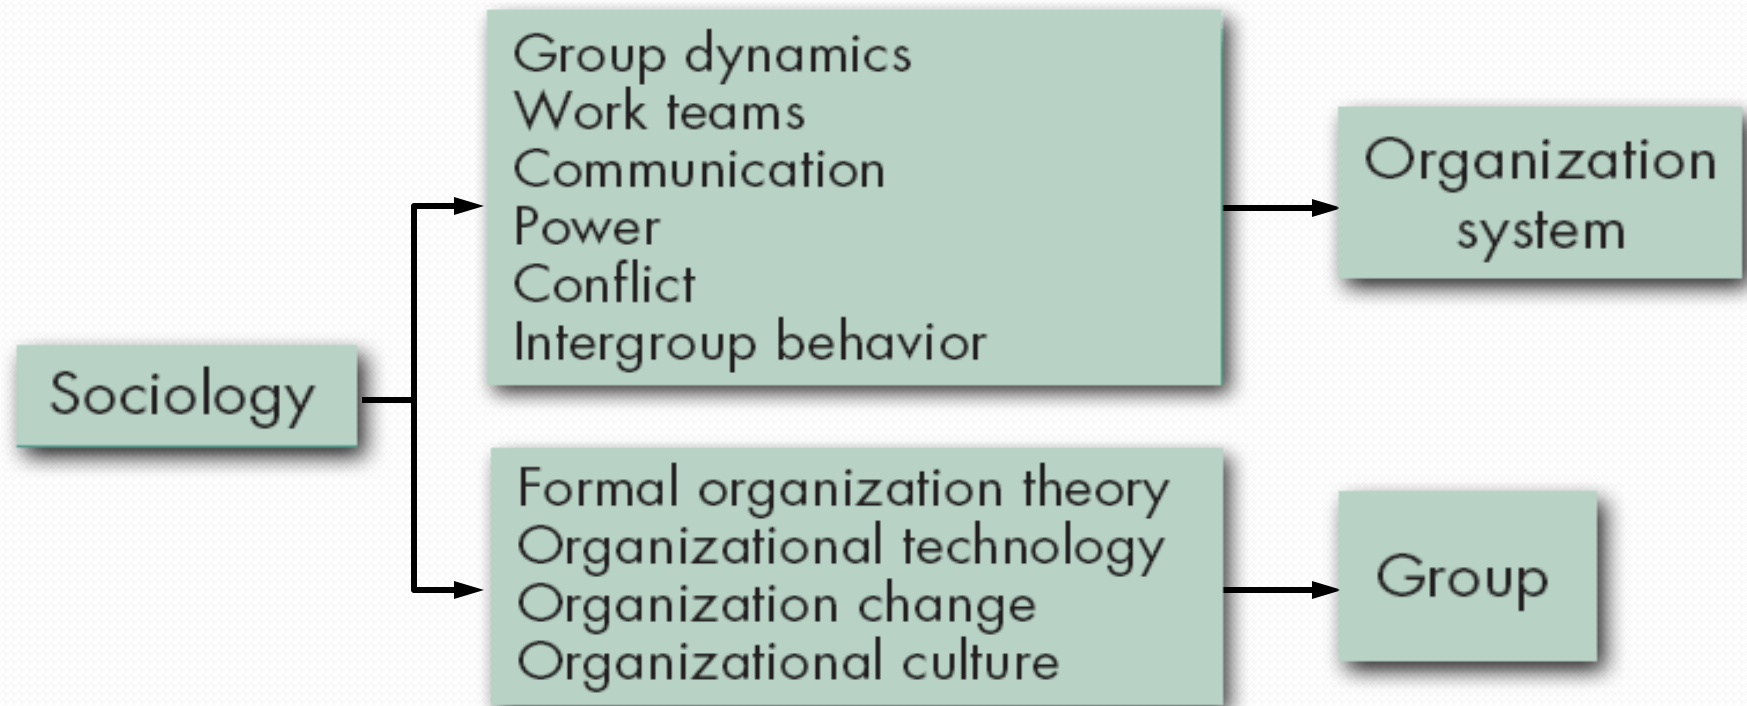 Sociology
Group dynamics
Work teams
Communication
Power
Conflict
Intergroup behavior
Organization
system
Formal organization theory
Organizational technology
Organization change
Organizational culture
Group